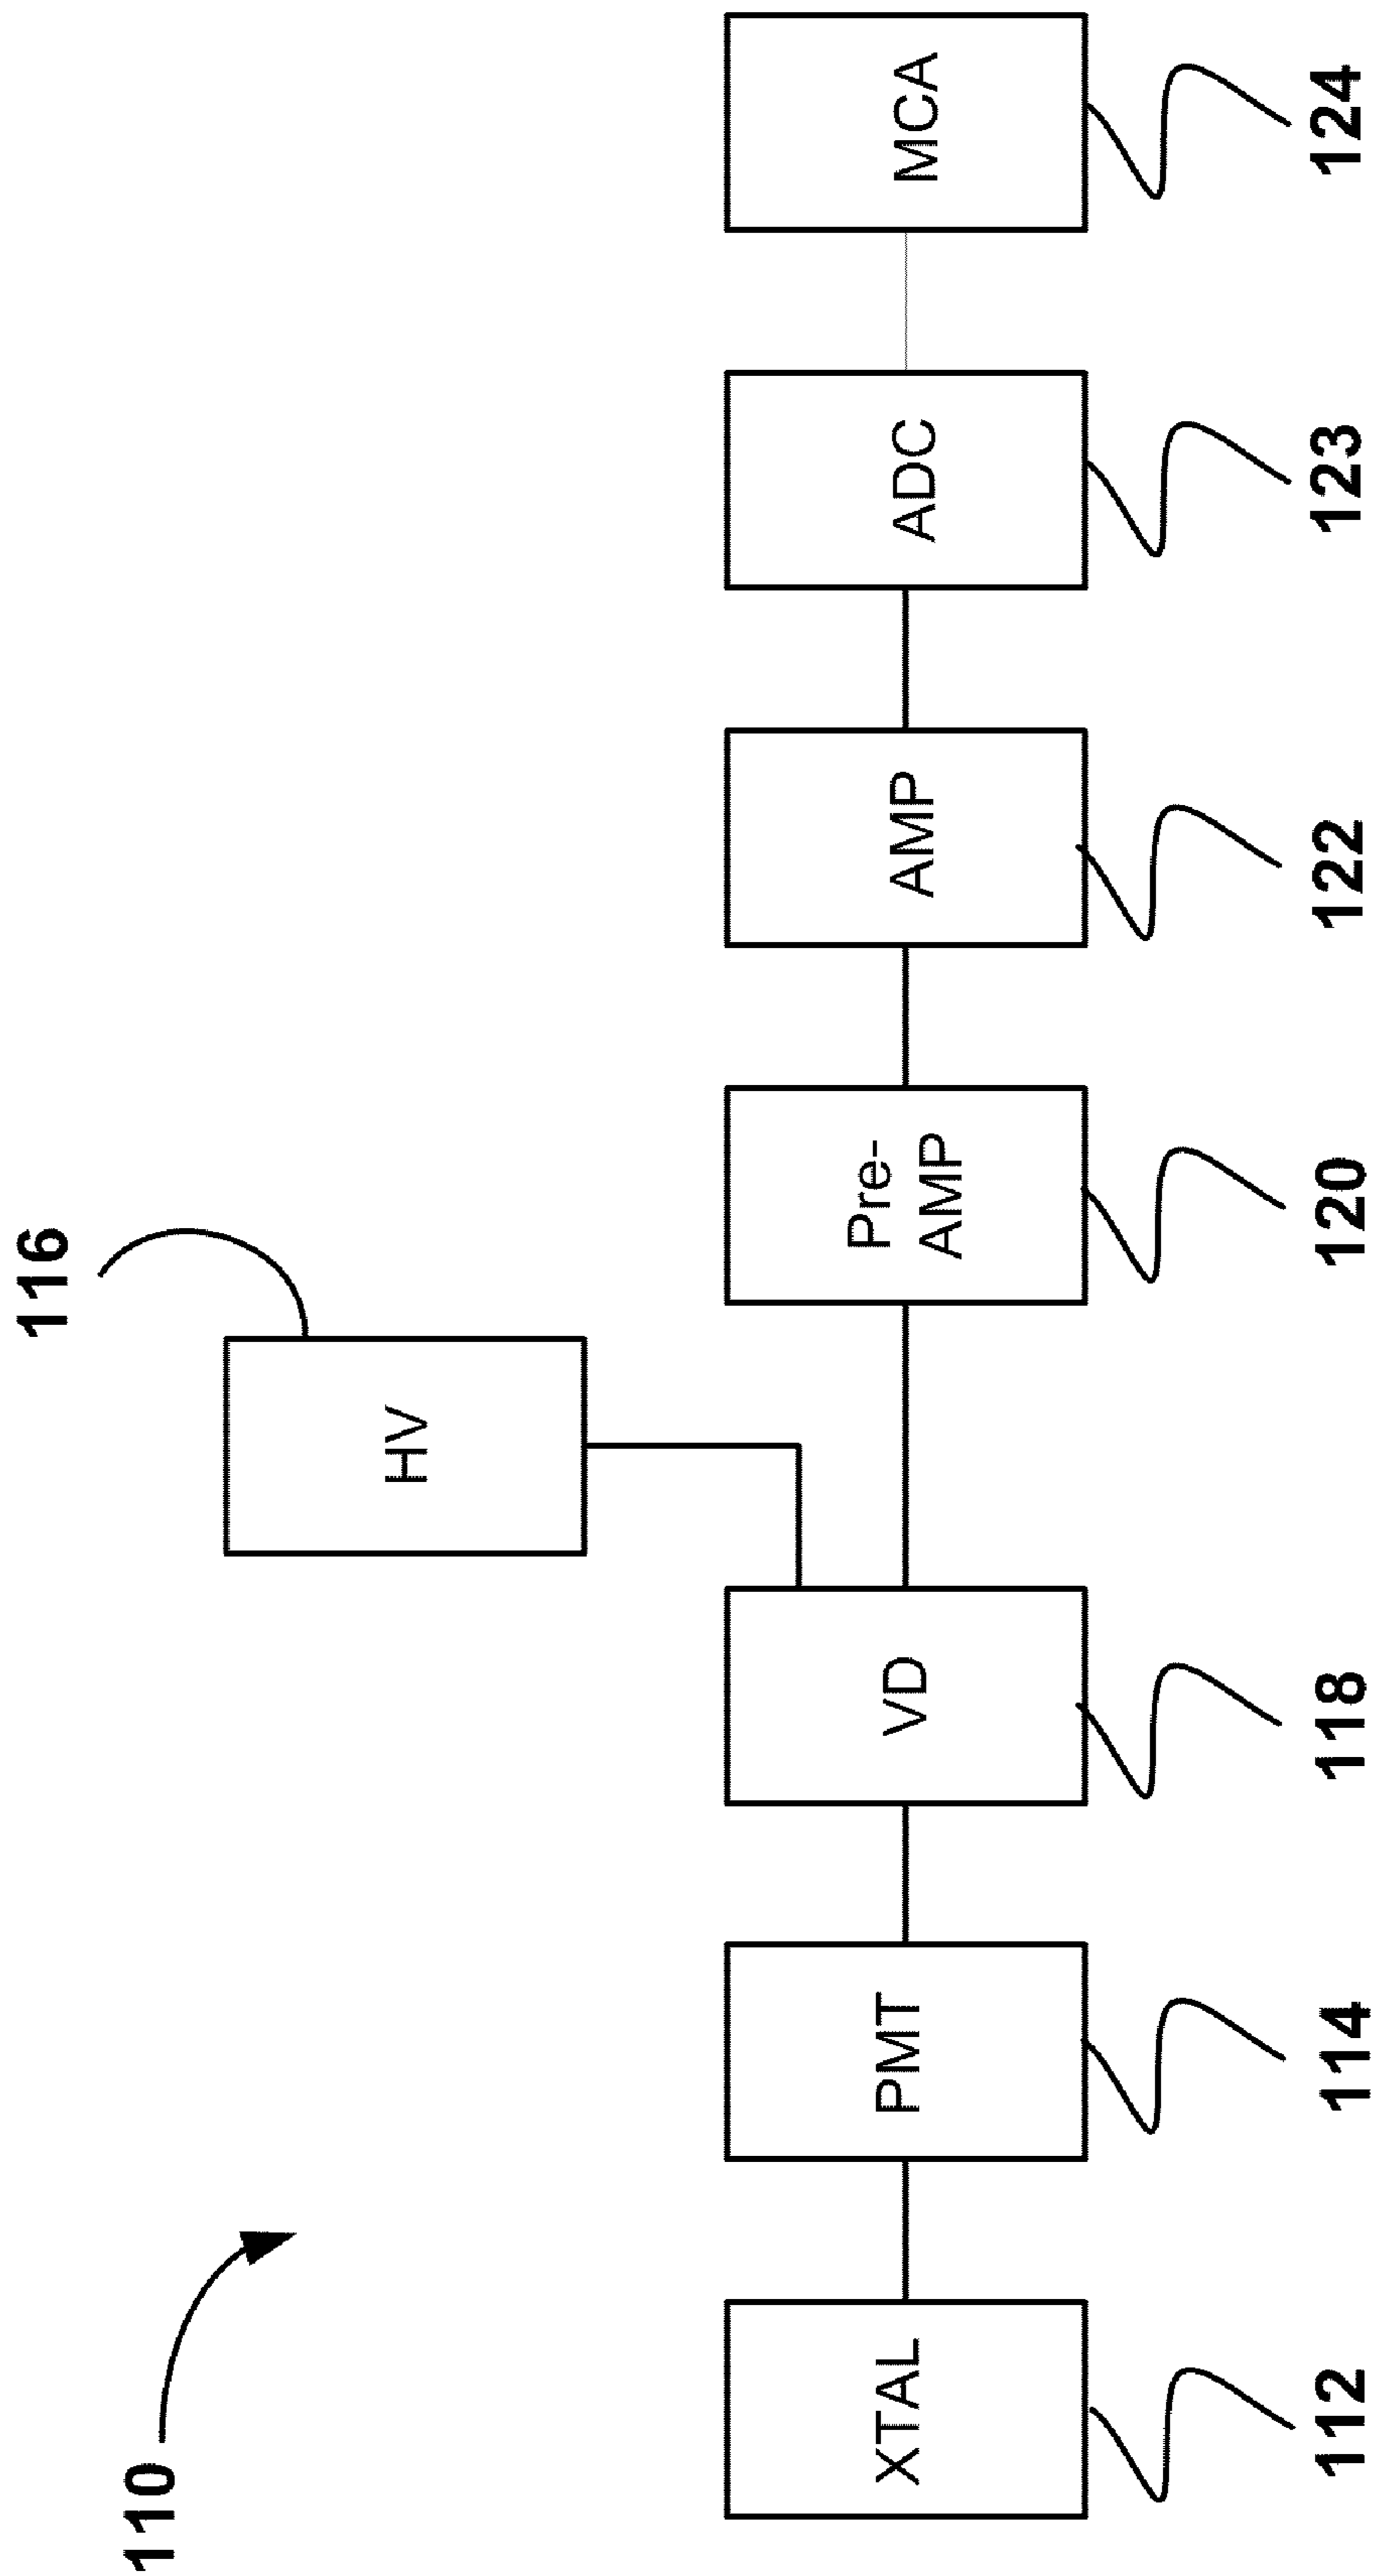 110
116
HV
XTAL
PMT
VD
Pre-
AMP
AMP
ADC
MCA
112
114
118
120
122
123
124